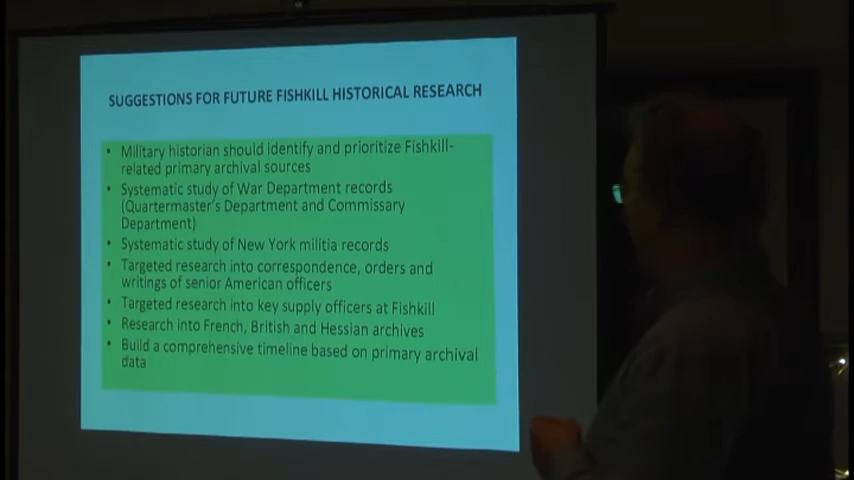 SUGGESTIONS FOR FUTURE FISHKILL HISTORICAL RESEARCH
• Military historian should identify and prioritize Fishkill-
related primary archival sources
• Systematic study of War Department records
(Quartermaster's Department and Commissary
Department)
• Systematic study of New York militia records
• Targeted research into correspondence, orders and
writings of senior American officers
• Targeted research into key supply officers at Fishkill
• Research into French, British and Hessian archives
• Build a comprehensive timeline based on primary archival
data